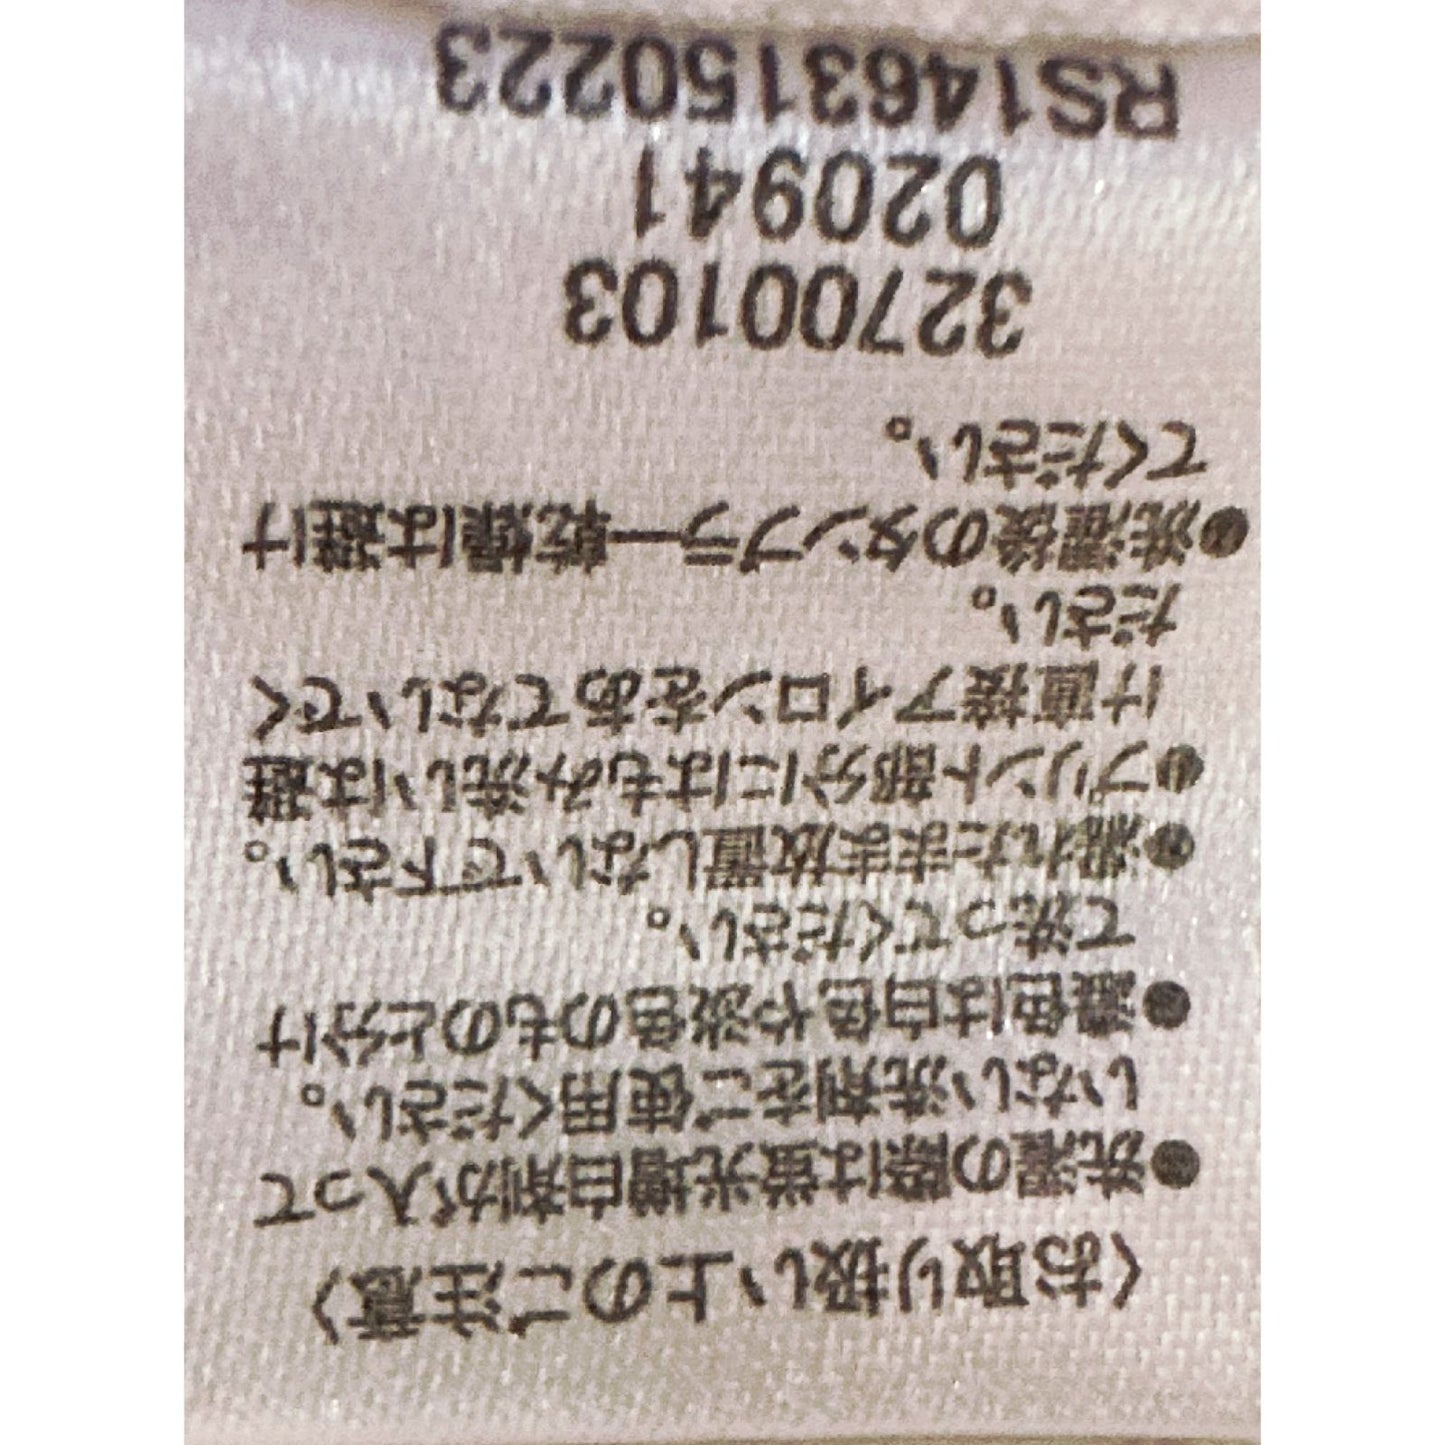 〈お取り扱い上のご注意〉
●洗濯の際は蛍光増白剤が入って
いない洗剤をご使用ください。
●濃色は白色や淡色のものと分け
て洗ってください。
●濡れたまま放置しないで下さい。
●プリント部分にはもみ洗いは避
け直接アイロンをあてないでく
ださい。
●洗濯後のタンブラー乾燥は避け
てください。
32700103
020941
RS1463150223